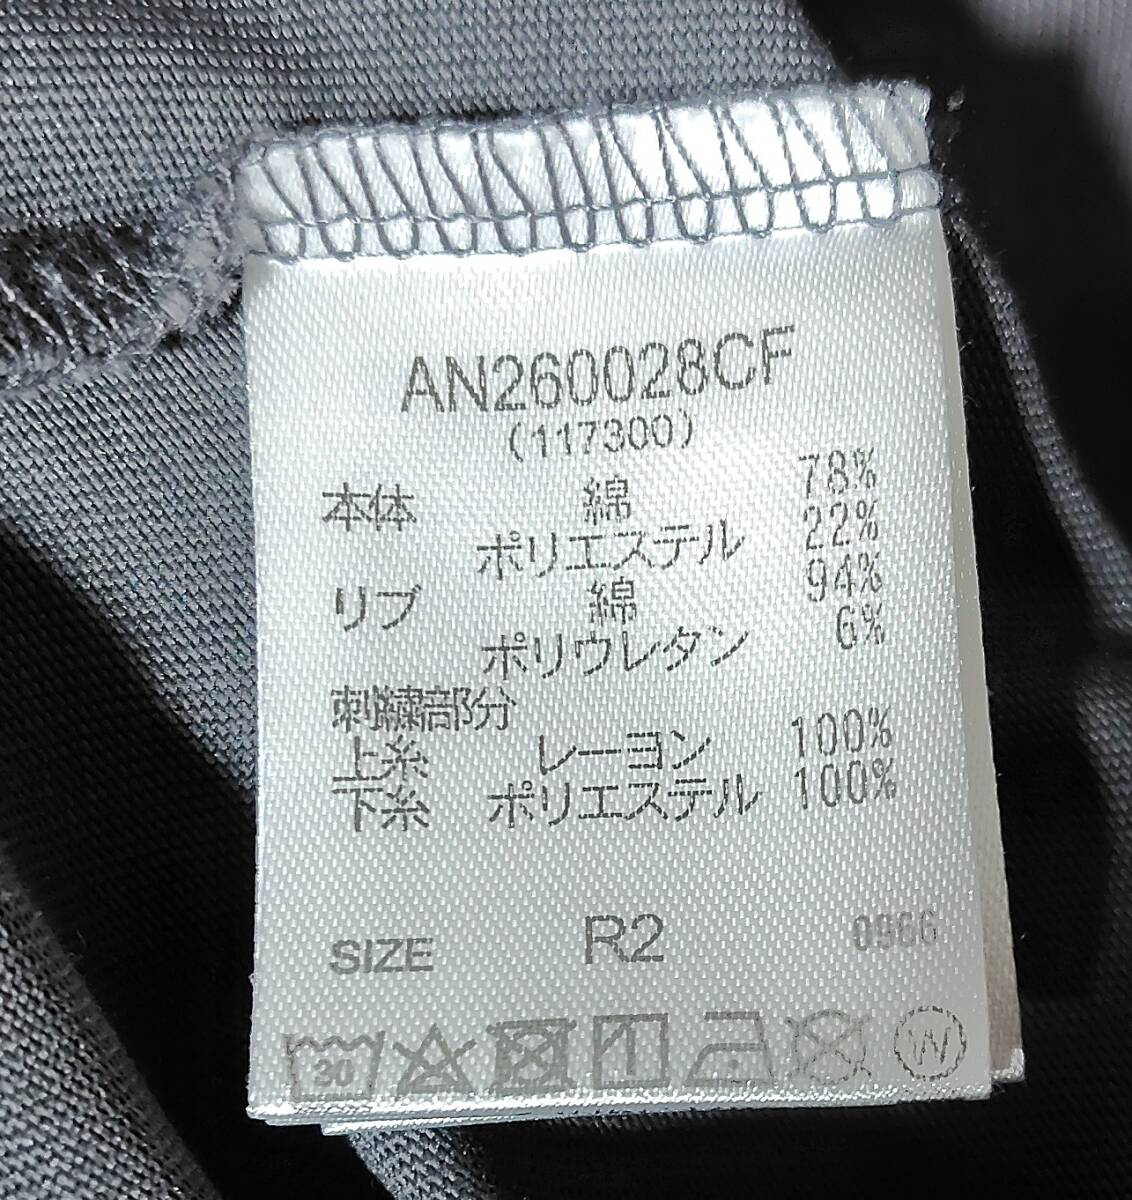 AN260028CF
(117300)
本体 綿 78%
ポリエステル 22%
リブ 綿 94%
ポリウレタン 6%
刺繍部分
上糸 レーヨン 100%
下糸 ポリエステル 100%
SIZE R2 0966
30
W